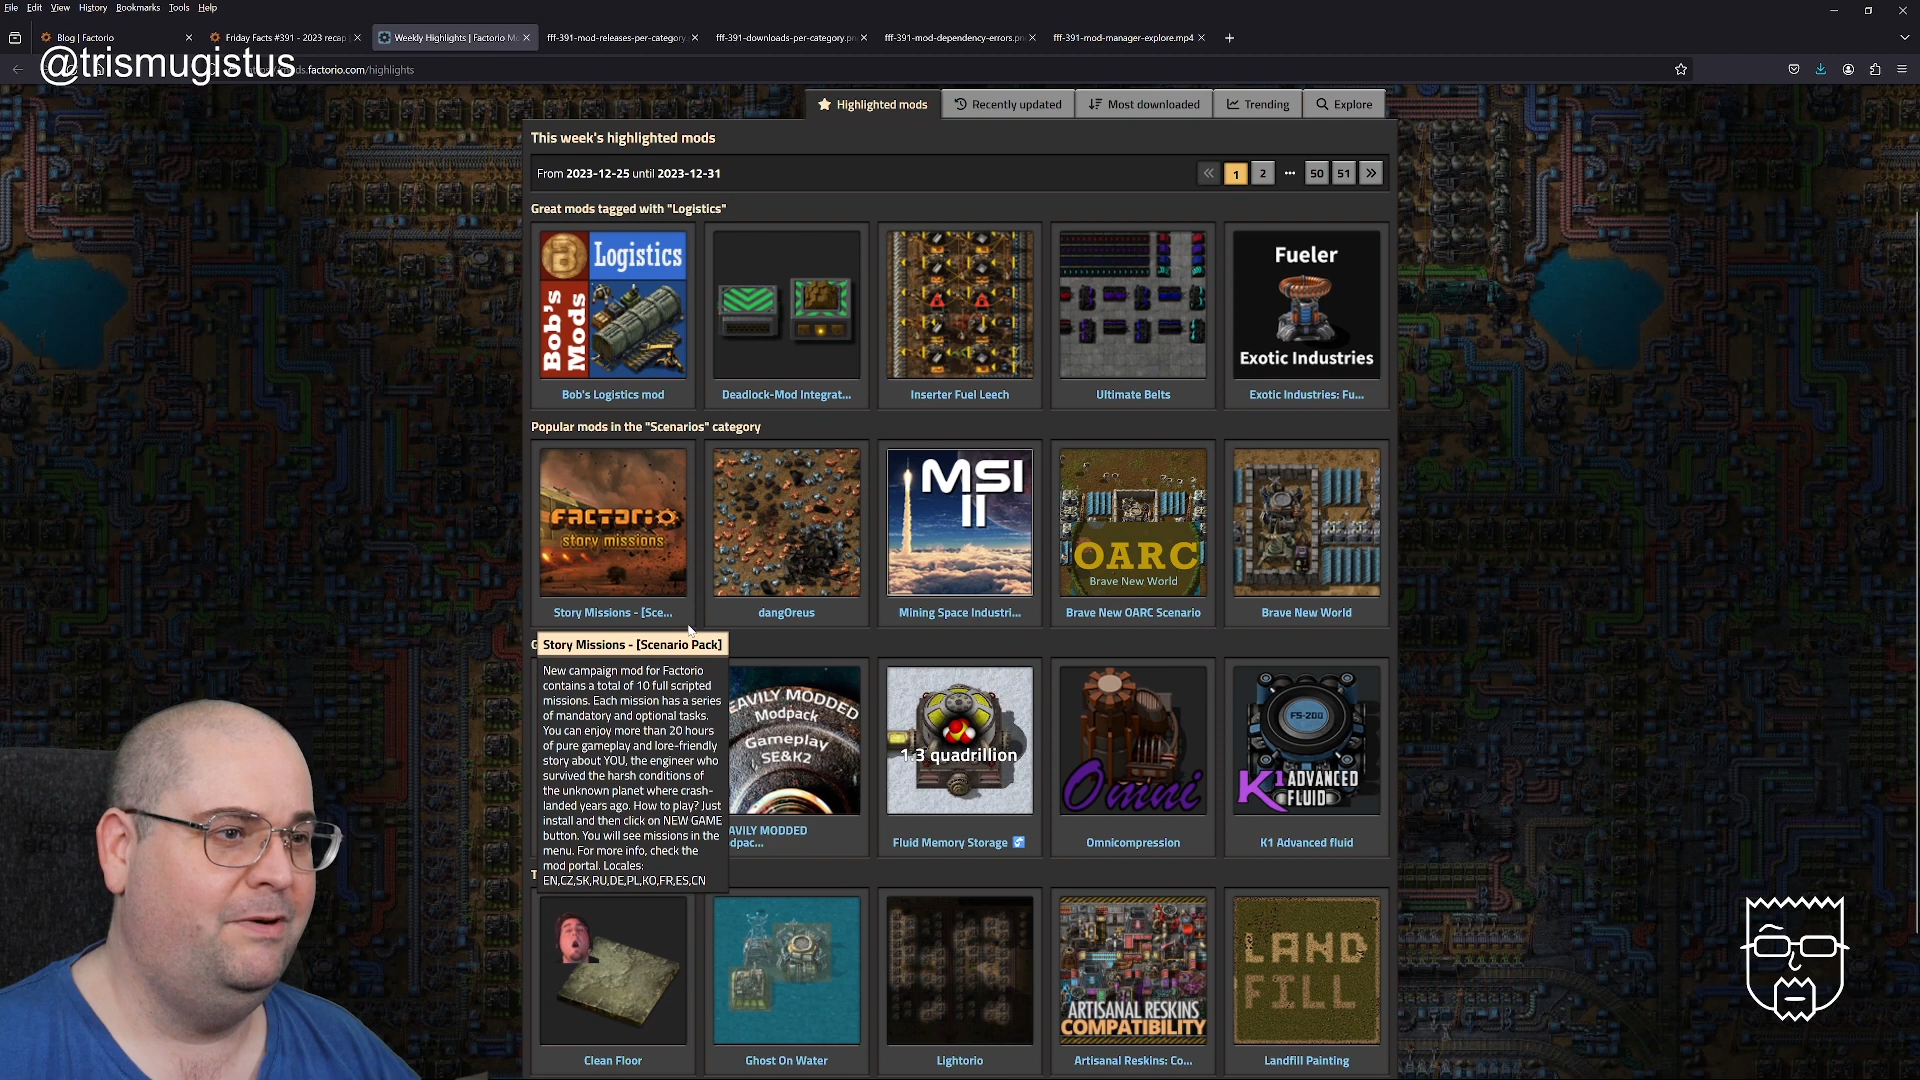 File Edit View History Bookmarks Tools Help
Blog | Factorio
Friday Facts #391 - 2023 recap |
Weekly Highlights | Factorio Mo
fff-391-mod-releases-per-category.
fff-391-downloads-per-category.pn
fff-391-mod-dependency-errors.pn
fff-391-mod-manager-explore.mp4
@trismugistus
.factorio.com/highlights
Highlighted mods
Recently updated
Most downloaded
Trending
Explore
This week's highlighted mods
From 2023-12-25 until 2023-12-31
« 1 2 ••• 50 51 »
Great mods tagged with "Logistics"
B Logistics
Bob's Mods
Fueler
Exotic Industries
Bob's Logistics mod
Deadlock-Mod Integrat...
Inserter Fuel Leech
Ultimate Belts
Exotic Industries: Fu...
Popular mods in the "Scenarios" category
FACTORIO
story missions
MSI
II
OARC
Brave New World
Story Missions - [Sce...
dangOreus
Mining Space Industri...
Brave New OARC Scenario
Brave New World
G
Story Missions - [Scenario Pack]
New campaign mod for Factorio
contains a total of 10 full scripted
missions. Each mission has a series
of mandatory and optional tasks.
You can enjoy more than 20 hours
of pure gameplay and lore-friendly
story about YOU, the engineer who
survived the harsh conditions of
the unknown planet where crash-
landed years ago. How to play? Just
install and then click on NEW GAME
button. You will see missions in the
menu. For more info, check the
mod portal. Locales:
EN,CZ,SK,RU,DE,PL,KO,FR,ES,CN
EAVILY MODDED
Modpack
Gameplay
SE&K2
1.3 quadrillion
Omni
FS-200
K1 ADVANCED
FLUID
AVILY MODDED
dpac...
Fluid Memory Storage
Omnicompression
K1 Advanced fluid
T
ARTISANAL RESKINS
COMPATIBILITY
LAND
FILL
Clean Floor
Ghost On Water
Lightorio
Artisanal Reskins: Co...
Landfill Painting